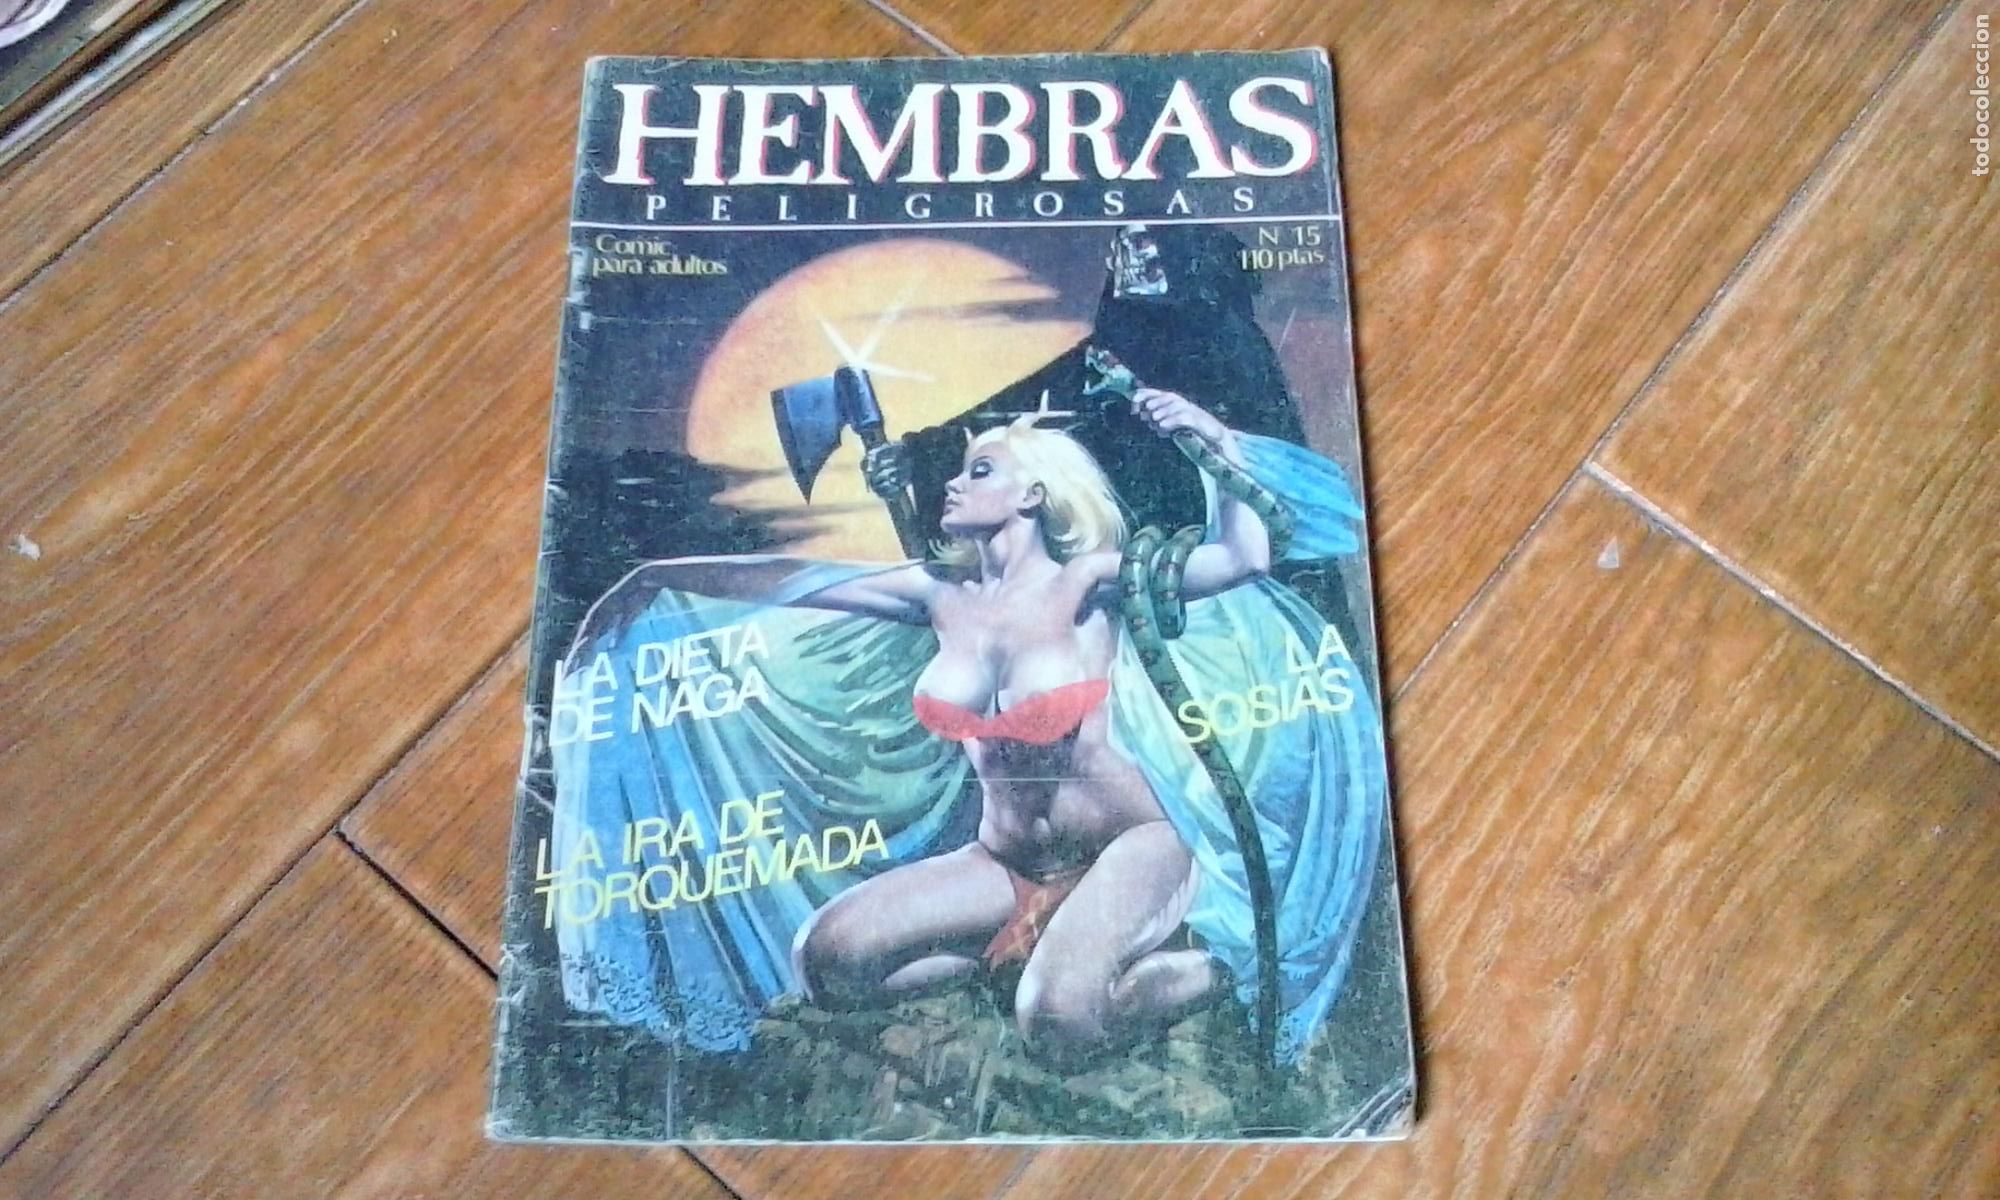 HEMBRAS
PELIGROSAS
Comic
para adultos
N 15
110 ptas
LA DIETA
DE NAGA
LA
SOSIAS
LA IRA DE
TORQUEMADA
todocoleccion